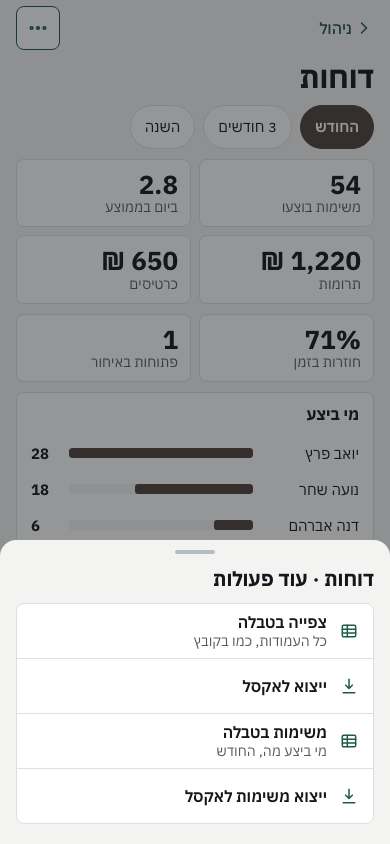 ניהול
דוחות
החודש
3 חודשים
השנה
54
משימות בוצעו
2.8
ביום בממוצע
1,220 ₪
תרומות
650 ₪
כרטיסים
71%
חוזרות בזמן
1
פתוחות באיחור
מי ביצע
יואב פרץ 28
נועה שחר 18
דנה אברהם 6
דוחות · עוד פעולות
צפייה בטבלה
כל העמודות, כמו בקובץ
ייצוא לאקסל
משימות בטבלה
מי ביצע מה, החודש
ייצוא משימות לאקסל